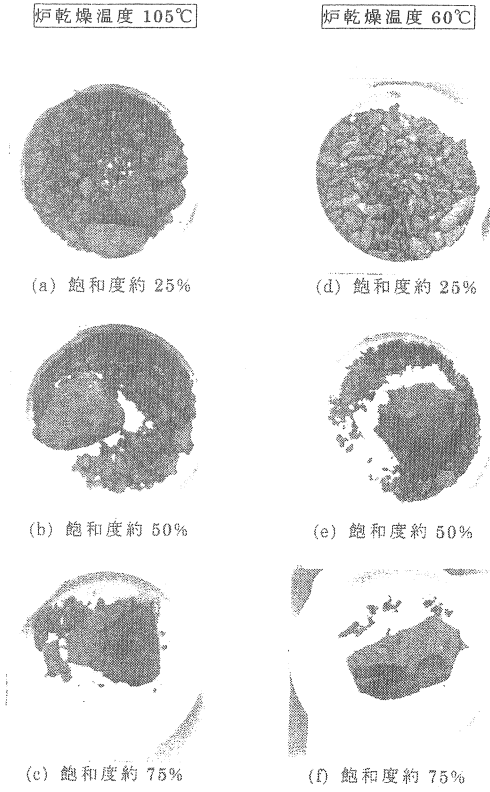 炉乾燥温度 105℃
炉乾燥温度 60℃
(a) 飽和度約 25%
(d) 飽和度約 25%
(b) 飽和度約 50%
(e) 飽和度約 50%
(c) 飽和度約 75%
(f) 飽和度約 75%